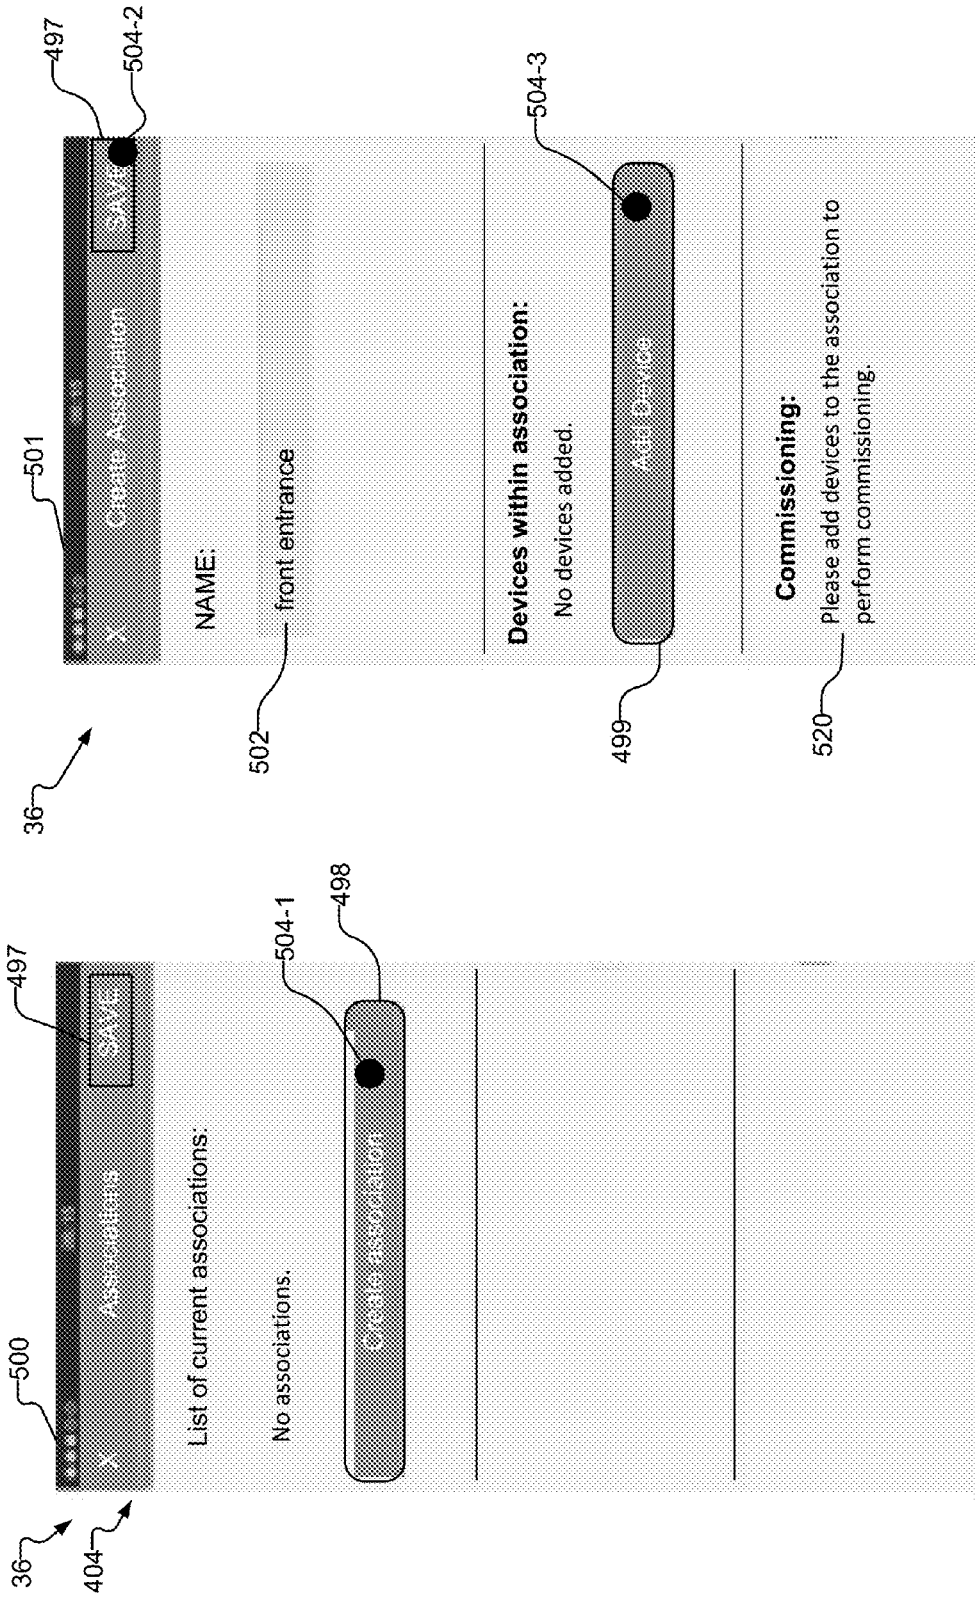 36
404
500
497
X
Associations
SAVE
List of current associations:
No associations.
Create association
504-1
498
36
501
497
504-2
X
Create Association
SAVE
NAME:
502
front entrance
Devices within association:
No devices added.
504-3
Add Device
499
Commissioning:
520
Please add devices to the association to
perform commissioning.